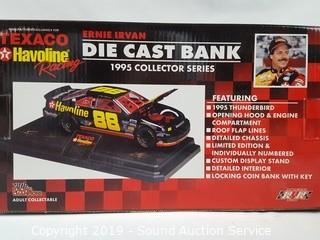 TEXACO
Havoline
Racing
ERNIE IRVAN
DIE CAST BANK
1995 COLLECTOR SERIES
Havoline
88
FEATURING
• 1995 THUNDERBIRD
• OPENING HOOD & ENGINE
COMPARTMENT
• ROOF FLAP LINES
• DETAILED CHASSIS
• LIMITED EDITION &
INDIVIDUALLY NUMBERED
• CUSTOM DISPLAY STAND
• DETAILED INTERIOR
• LOCKING COIN BANK WITH KEY
ADULT COLLECTABLE
Copyright 2019 - Sound Auction Service